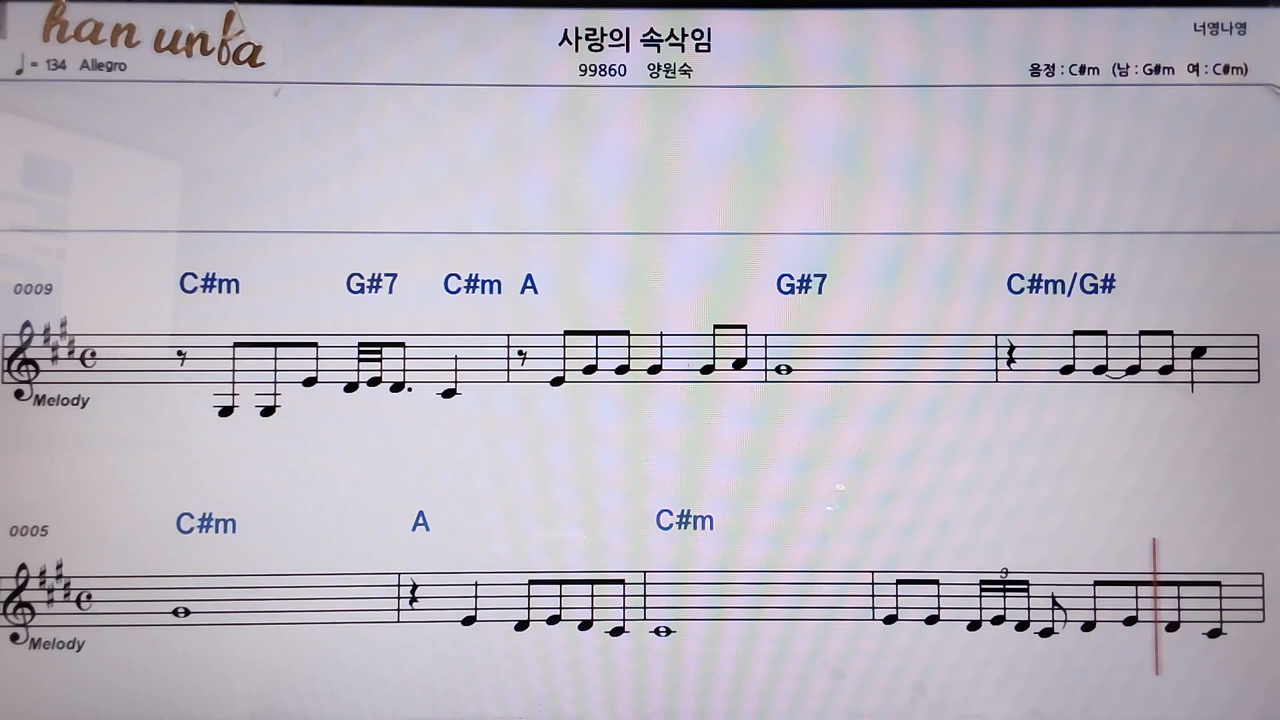 han unba
사랑의 속삭임
너영나영
♩= 134 Allegro
99860 양원숙
음정 : C#m (남 : G#m 여 : C#m)
C#m G#7 C#m A G#7 C#m/G#
0009
Melody
C#m A C#m
0005
3
Melody